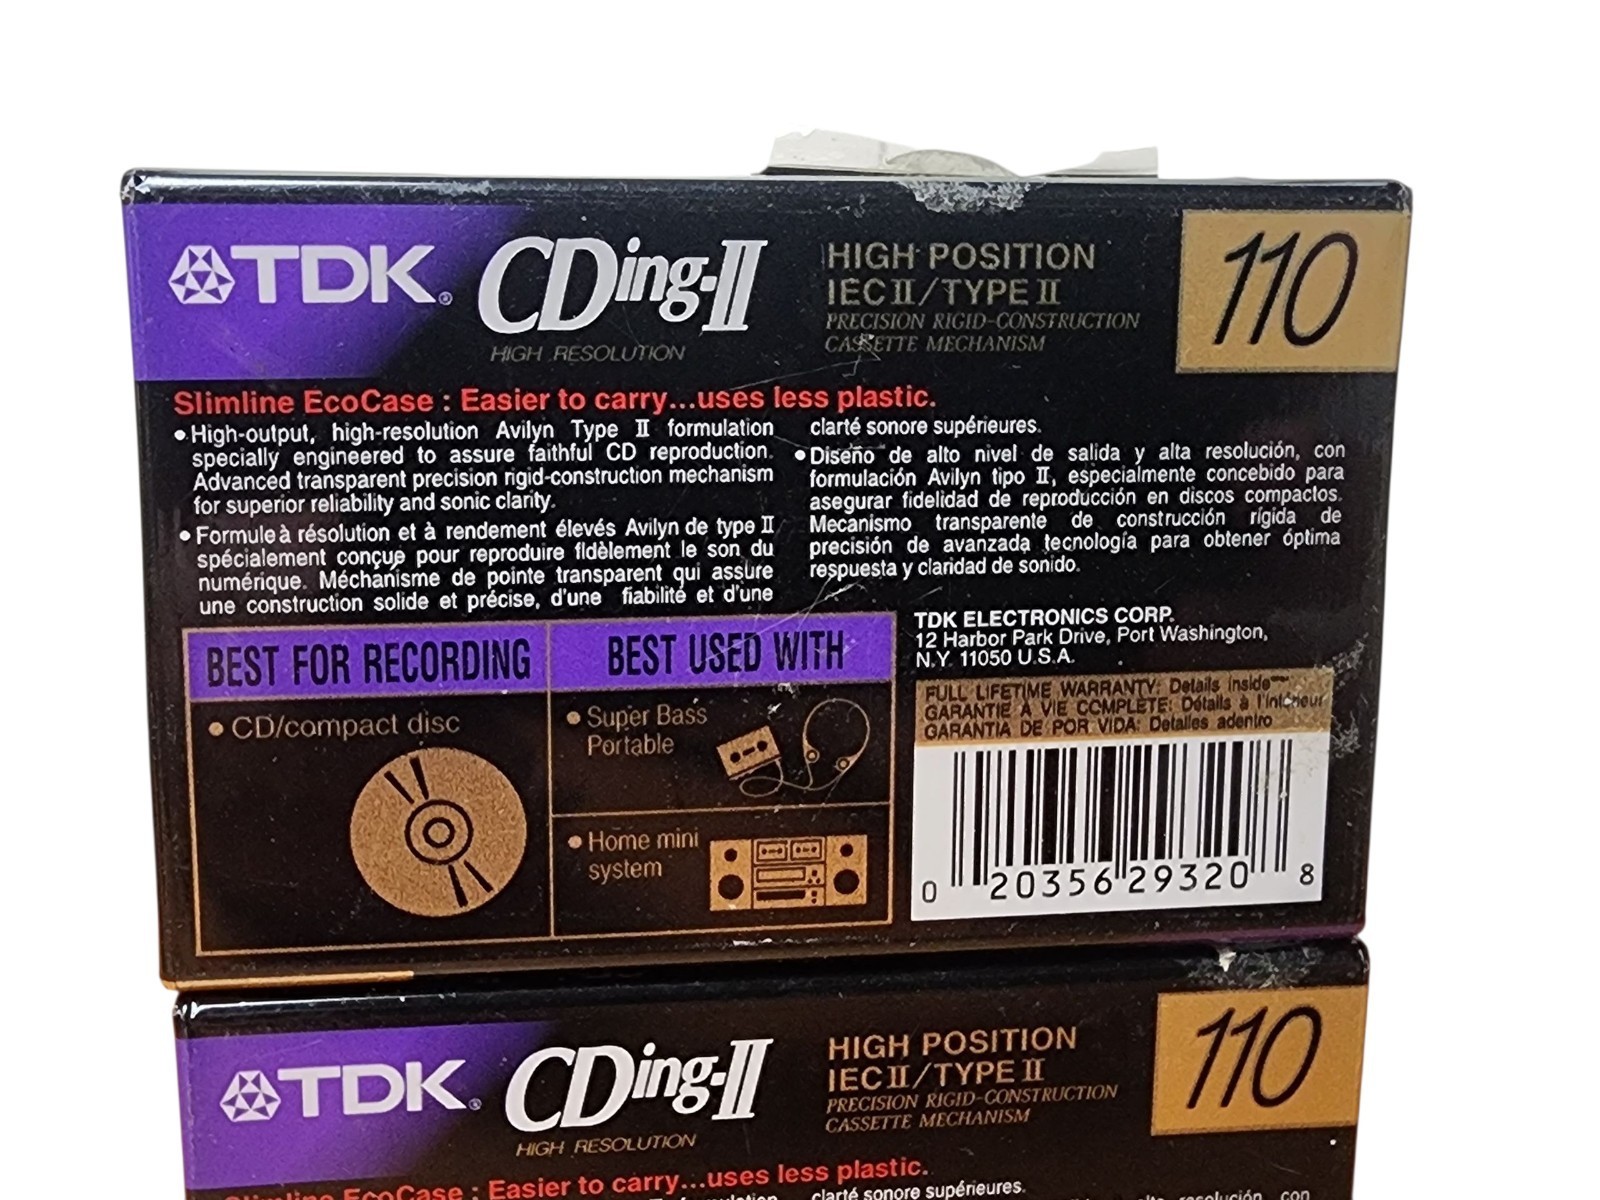 TDK® CDing-II
HIGH RESOLUTION
HIGH POSITION
IEC II/TYPE II
PRECISION RIGID-CONSTRUCTION
CASSETTE MECHANISM
110
Slimline EcoCase : Easier to carry...uses less plastic.
• High-output, high-resolution Avilyn Type II formulation
specially engineered to assure faithful CD reproduction.
Advanced transparent precision rigid-construction mechanism
for superior reliability and sonic clarity.
• Formule à résolution et à rendement élevés Avilyn de type II
spécialement conçue pour reproduire fidèlement le son du
numérique. Méchanisme de pointe transparent qui assure
une construction solide et précise, d'une fiabilité et d'une
clarté sonore supérieures.
• Diseño de alto nivel de salida y alta resolución, con
formulación Avilyn tipo II, especialmente concebido para
asegurar fidelidad de reproducción en discos compactos.
Mecanismo transparente de construcción rígida de
precisión de avanzada tecnología para obtener óptima
respuesta y claridad de sonido.
BEST FOR RECORDING
• CD/compact disc
BEST USED WITH
• Super Bass
Portable
• Home mini
system
TDK ELECTRONICS CORP.
12 Harbor Park Drive, Port Washington,
N.Y. 11050 U.S.A.
FULL LIFETIME WARRANTY: Details inside
GARANTIE À VIE COMPLÈTE: Détails à l'intérieur
GARANTIA DE POR VIDA: Detalles adentro
0 20356 29320 8
TDK® CDing-II
HIGH RESOLUTION
HIGH POSITION
IEC II/TYPE II
PRECISION RIGID-CONSTRUCTION
CASSETTE MECHANISM
110
Slimline EcoCase : Easier to carry...uses less plastic.
clarté sonore supérieures.
alta resolución, con